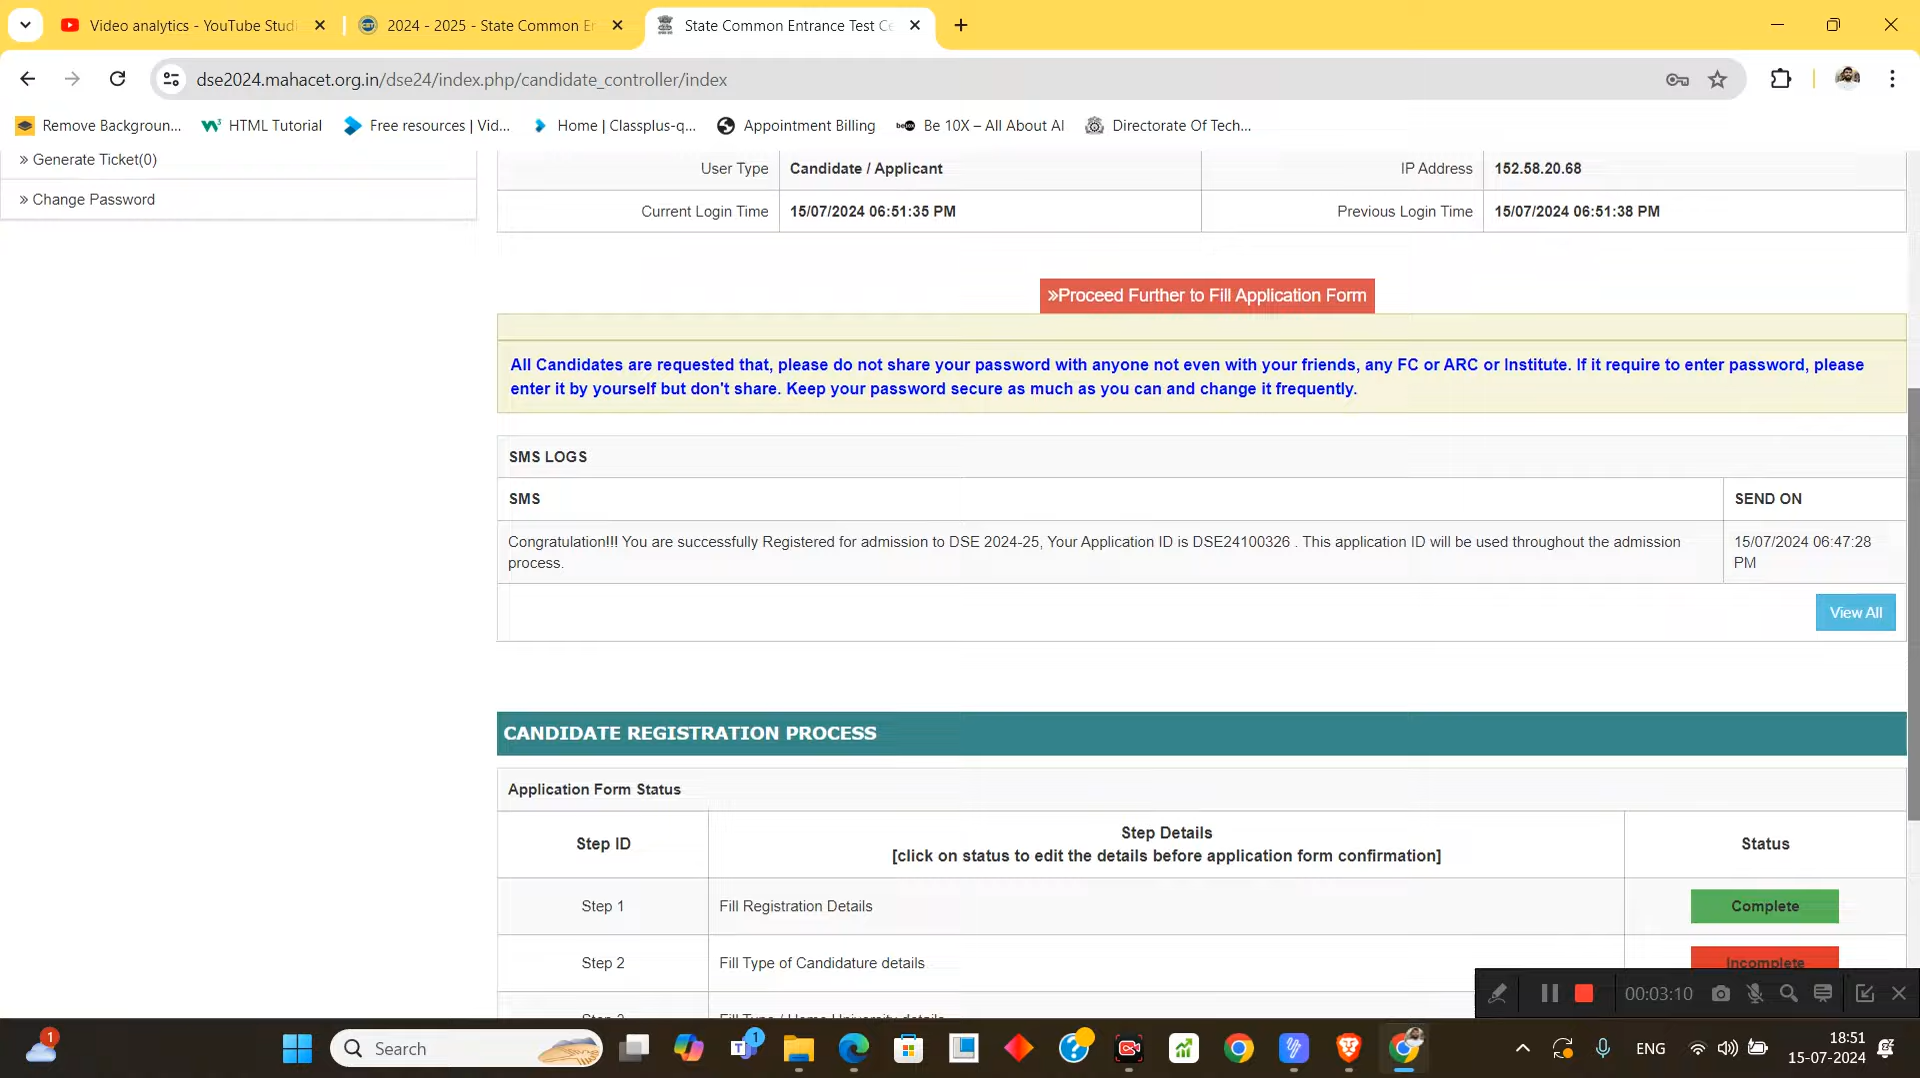 Video analytics - YouTube Studi
2024 - 2025 - State Common En
State Common Entrance Test Ce
dse2024.mahacet.org.in/dse24/index.php/candidate_controller/index
Remove Backgroun...
HTML Tutorial
Free resources | Vid...
Home | Classplus-q...
Appointment Billing
Be 10X – All About AI
Directorate Of Tech...
» Generate Ticket(0)
» Change Password
User Type Candidate / Applicant IP Address 152.58.20.68
Current Login Time 15/07/2024 06:51:35 PM Previous Login Time 15/07/2024 06:51:38 PM
»Proceed Further to Fill Application Form
All Candidates are requested that, please do not share your password with anyone not even with your friends, any FC or ARC or Institute. If it require to enter password, please
enter it by yourself but don't share. Keep your password secure as much as you can and change it frequently.
SMS LOGS
SMS SEND ON
Congratulation!!! You are successfully Registered for admission to DSE 2024-25, Your Application ID is DSE24100326 . This application ID will be used throughout the admission
process.
15/07/2024 06:47:28
PM
View All
CANDIDATE REGISTRATION PROCESS
Application Form Status
Step ID
Step Details
[click on status to edit the details before application form confirmation]
Status
Step 1 Fill Registration Details Complete
Step 2 Fill Type of Candidature details Incomplete
Step 3 Fill Type / Home University details
00:03:10
1
Search
1
ENG
18:51
15-07-2024